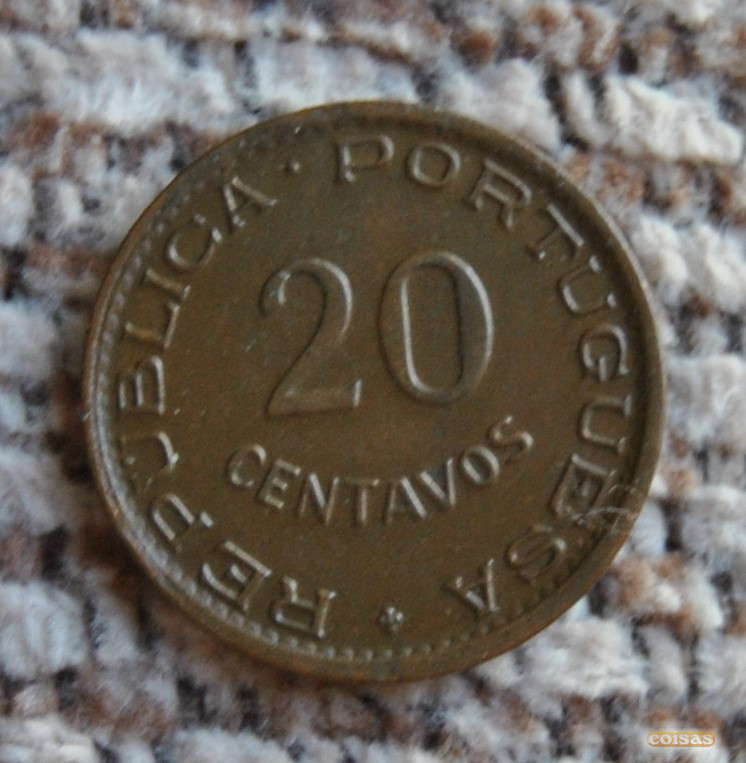 REPUBLICA · PORTUGUESA
20
CENTAVOS
coisas